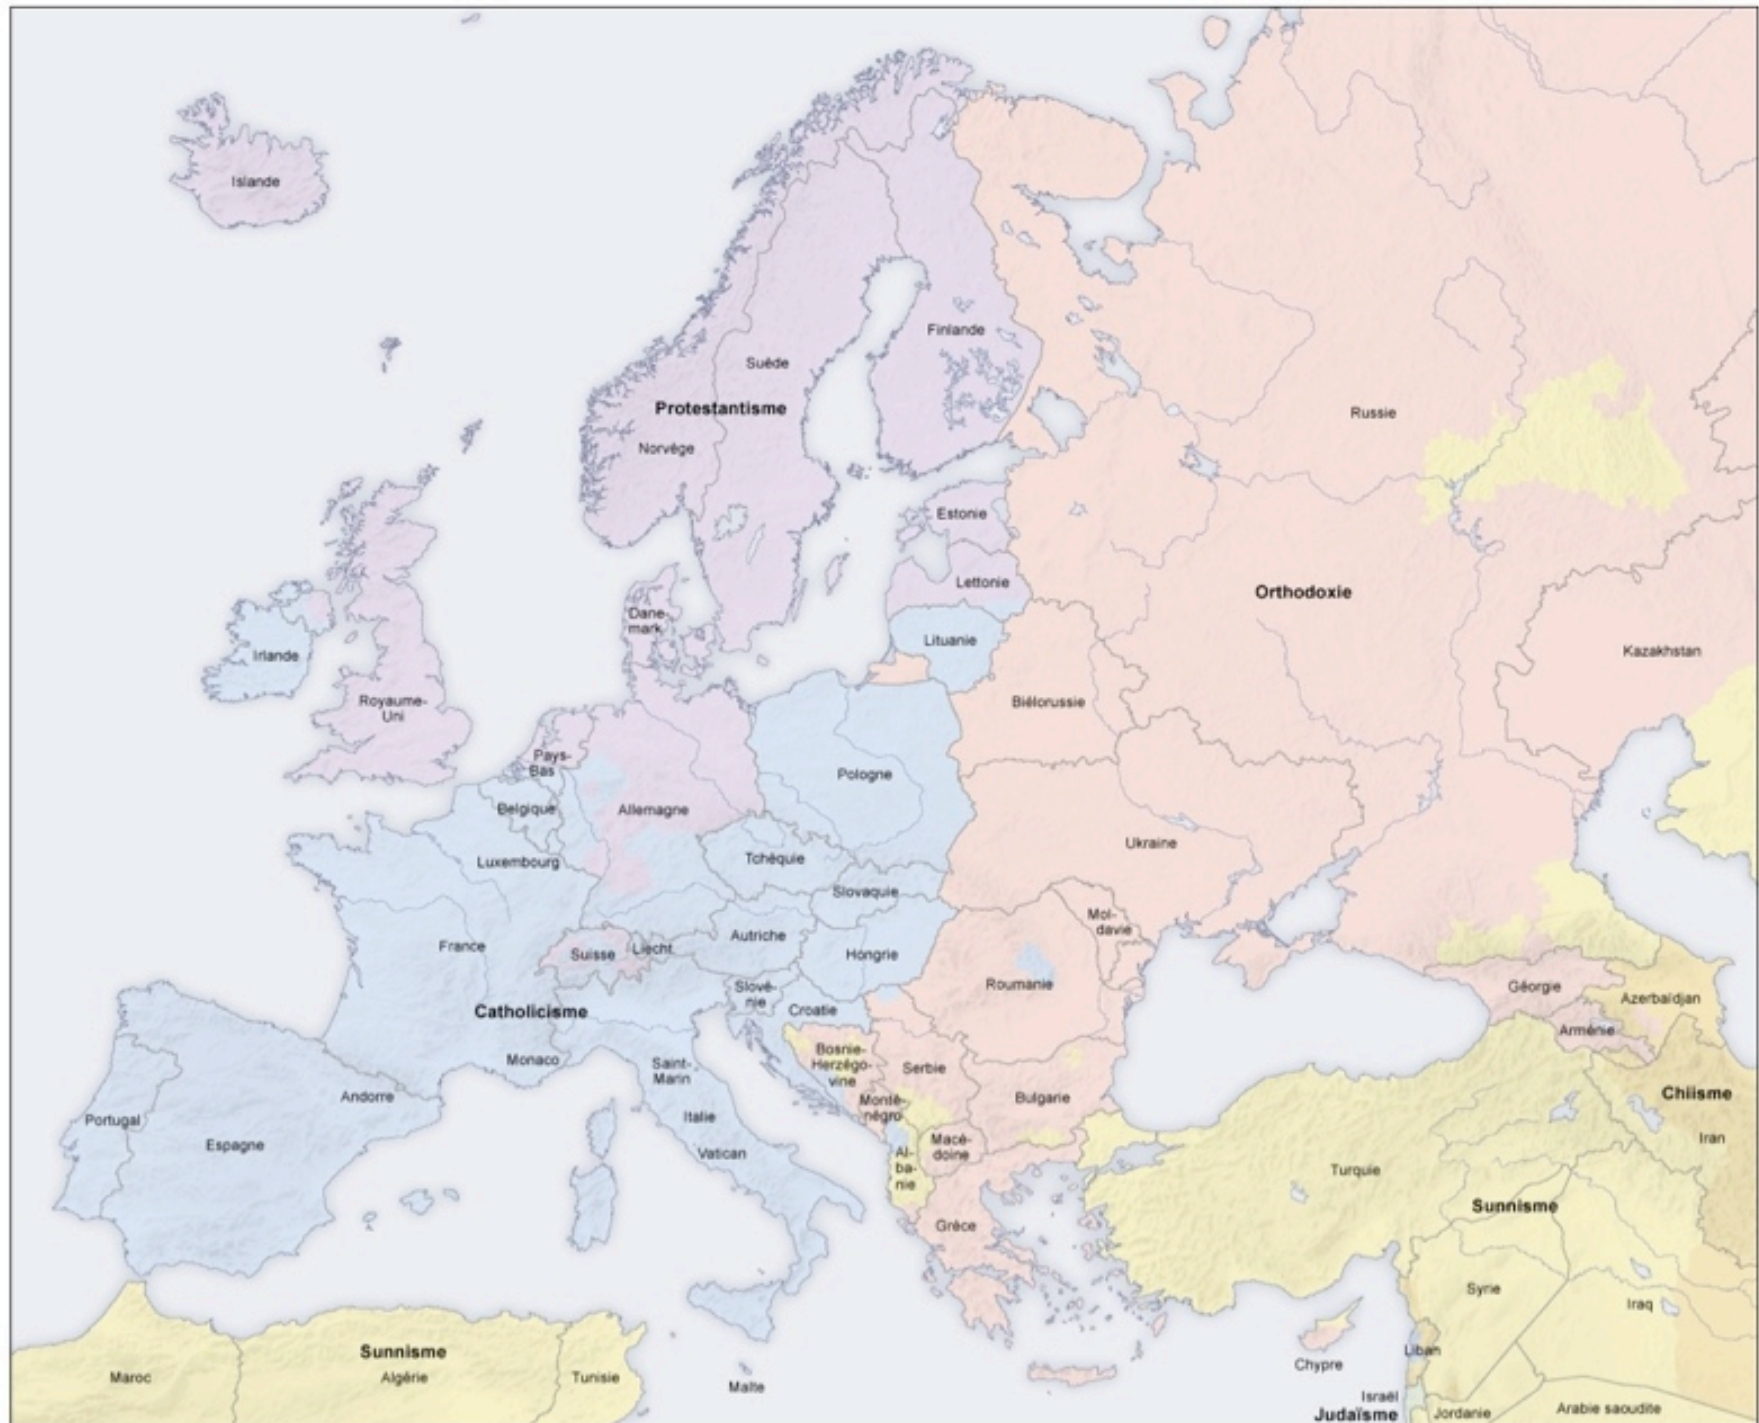 Islande
Finlande
Suède
Protestantisme
Russie
Norvège
Estonie
Lettonie
Orthodoxie
Dane-
mark
Lituanie
Irlande
Kazakhstan
Royaume-
Uni
Biélorussie
Pays-
Bas
Pologne
Belgique
Allemagne
Ukraine
Luxembourg
Tchéquie
Slovaquie
Mol-
davie
France
Suisse
Liecht.
Autriche
Hongrie
Roumanie
Slové-
nie
Géorgie
Azerbaïdjan
Catholicisme
Croatie
Arménie
Monaco
Saint-
Marin
Bosnie-
Herzégo-
vine
Serbie
Andorre
Monté-
négro
Bulgarie
Chiisme
Portugal
Espagne
Italie
Vatican
Al-
ba-
nie
Macé-
doine
Iran
Turquie
Sunnisme
Grèce
Syrie
Iraq
Sunnisme
Liban
Maroc
Algérie
Tunisie
Malte
Chypre
Israël
Judaïsme
Jordanie
Arabie saoudite